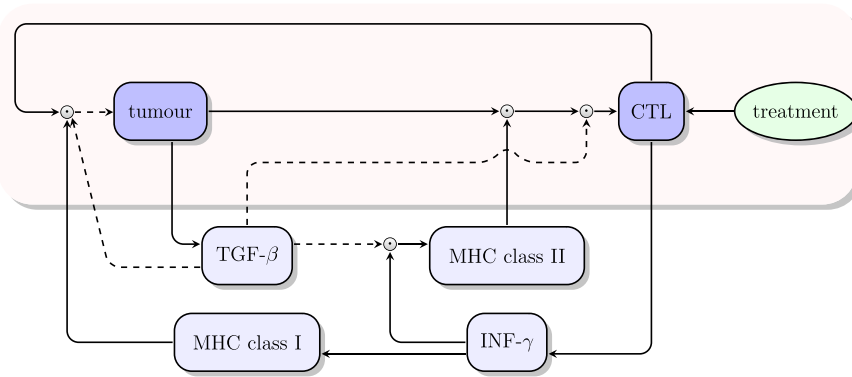 tumour
CTL
treatment
TGF-β
MHC class II
MHC class I
INF-γ